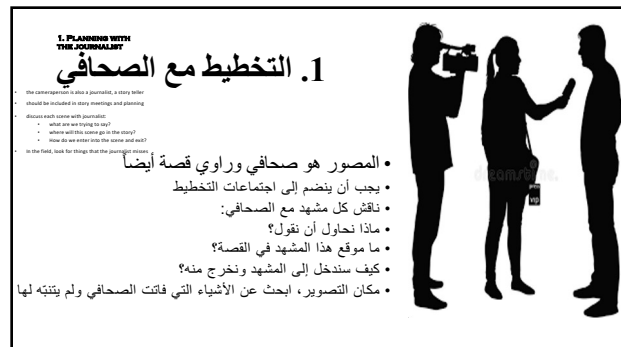 1. PLANNING WITH
THE JOURNALIST
1. التخطيط مع الصحافي
• the cameraperson is also a journalist, a story teller
• should be included in story meetings and planning
• discuss each scene with journalist:
• what are we trying to say?
• where will this scene go in the story?
• How do we enter into the scene and exit?
• In the field, look for things that the journalist misses
• المصور هو صحافي وراوي قصة أيضاً
• يجب أن ينضم إلى اجتماعات التخطيط
• ناقش كل مشهد مع الصحافي:
• ماذا نحاول أن نقول؟
• ما موقع هذا المشهد في القصة؟
• كيف سندخل إلى المشهد ونخرج منه؟
• مكان التصوير، ابحث عن الأشياء التي فاتت الصحافي ولم يتنبّه لها
dreamstime.
vip